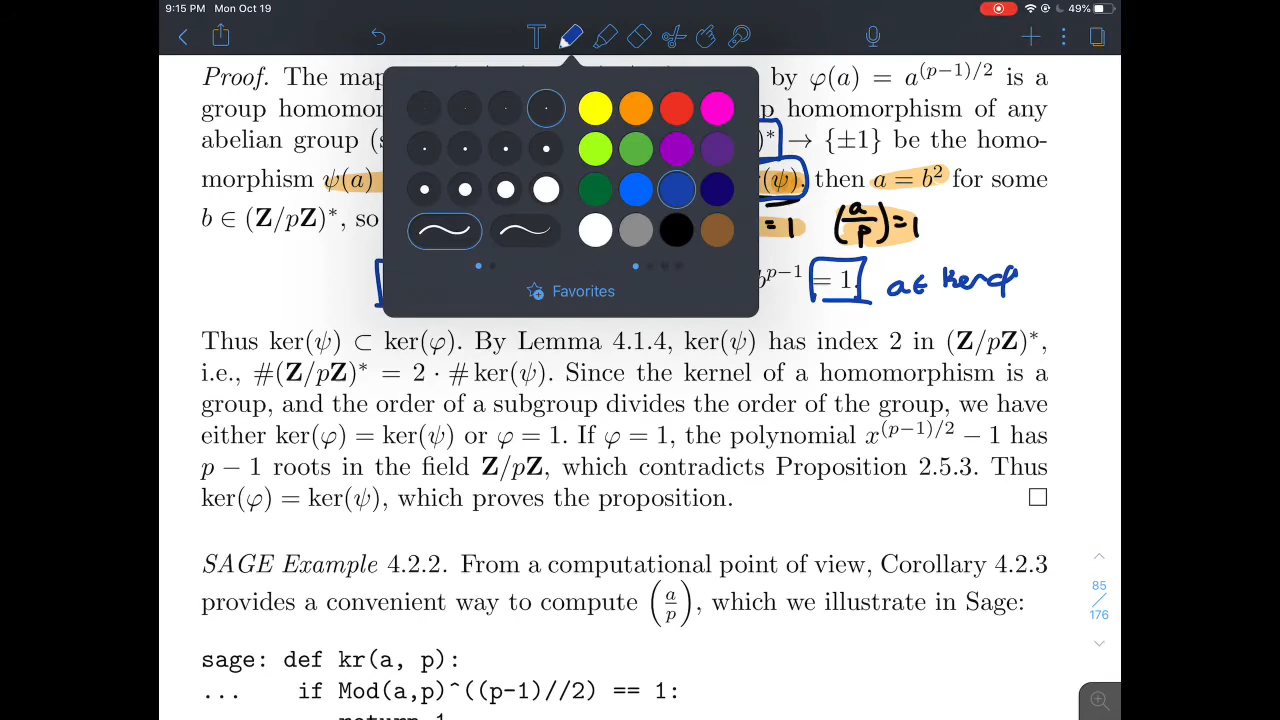 9:15 PM Mon Oct 19 49%
Proof. The map by φ(a) = a^{(p−1)/2} is a
group homomor p homomorphism of any
abelian group (s )* → {±1} be the homo-
morphism ψ(a) (ψ), then a = b² for some
b ∈ (Z/pZ)*, so = 1 (a/p) = 1
b^{p−1} = 1. a ∈ kerφ
Favorites
Thus ker(ψ) ⊂ ker(φ). By Lemma 4.1.4, ker(ψ) has index 2 in (Z/pZ)*,
i.e., #(Z/pZ)* = 2 · # ker(ψ). Since the kernel of a homomorphism is a
group, and the order of a subgroup divides the order of the group, we have
either ker(φ) = ker(ψ) or φ = 1. If φ = 1, the polynomial x^{(p−1)/2} − 1 has
p − 1 roots in the field Z/pZ, which contradicts Proposition 2.5.3. Thus
ker(φ) = ker(ψ), which proves the proposition. □
SAGE Example 4.2.2. From a computational point of view, Corollary 4.2.3
provides a convenient way to compute (a/p), which we illustrate in Sage:
85
/
176
sage: def kr(a, p):
... if Mod(a,p)^((p-1)//2) == 1:
return 1